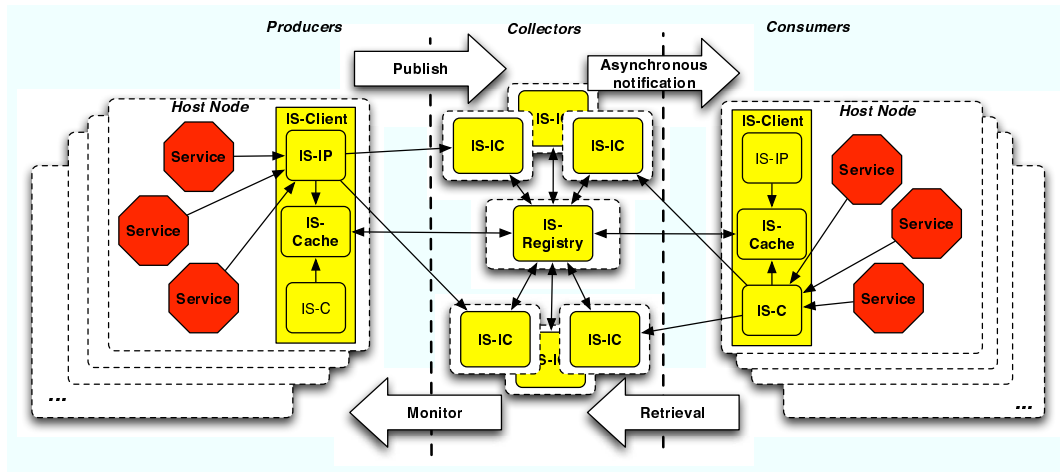 Producers
Collectors
Consumers
Publish
Asynchronous
notification
Host Node
IS-Client
Service
IS-IP
Service
IS-
Cache
Service
IS-C
...
IS-IC
IS-IC
IS-
Registry
IS-IC
IS-IC
IS-Client
Host Node
IS-IP
Service
IS-
Cache
Service
IS-C
Service
...
Monitor
Retrieval